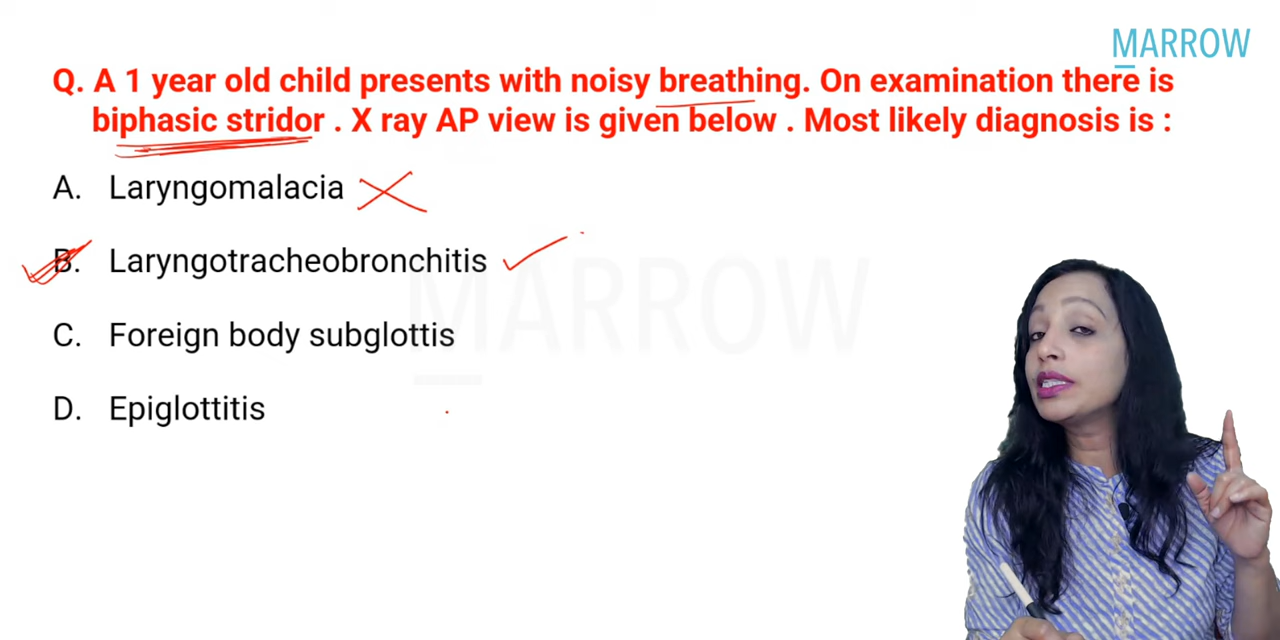 MARROW
Q. A 1 year old child presents with noisy breathing. On examination there is
biphasic stridor . X ray AP view is given below . Most likely diagnosis is :
A. Laryngomalacia
B. Laryngotracheobronchitis
MARROW
C. Foreign body subglottis
D. Epiglottitis